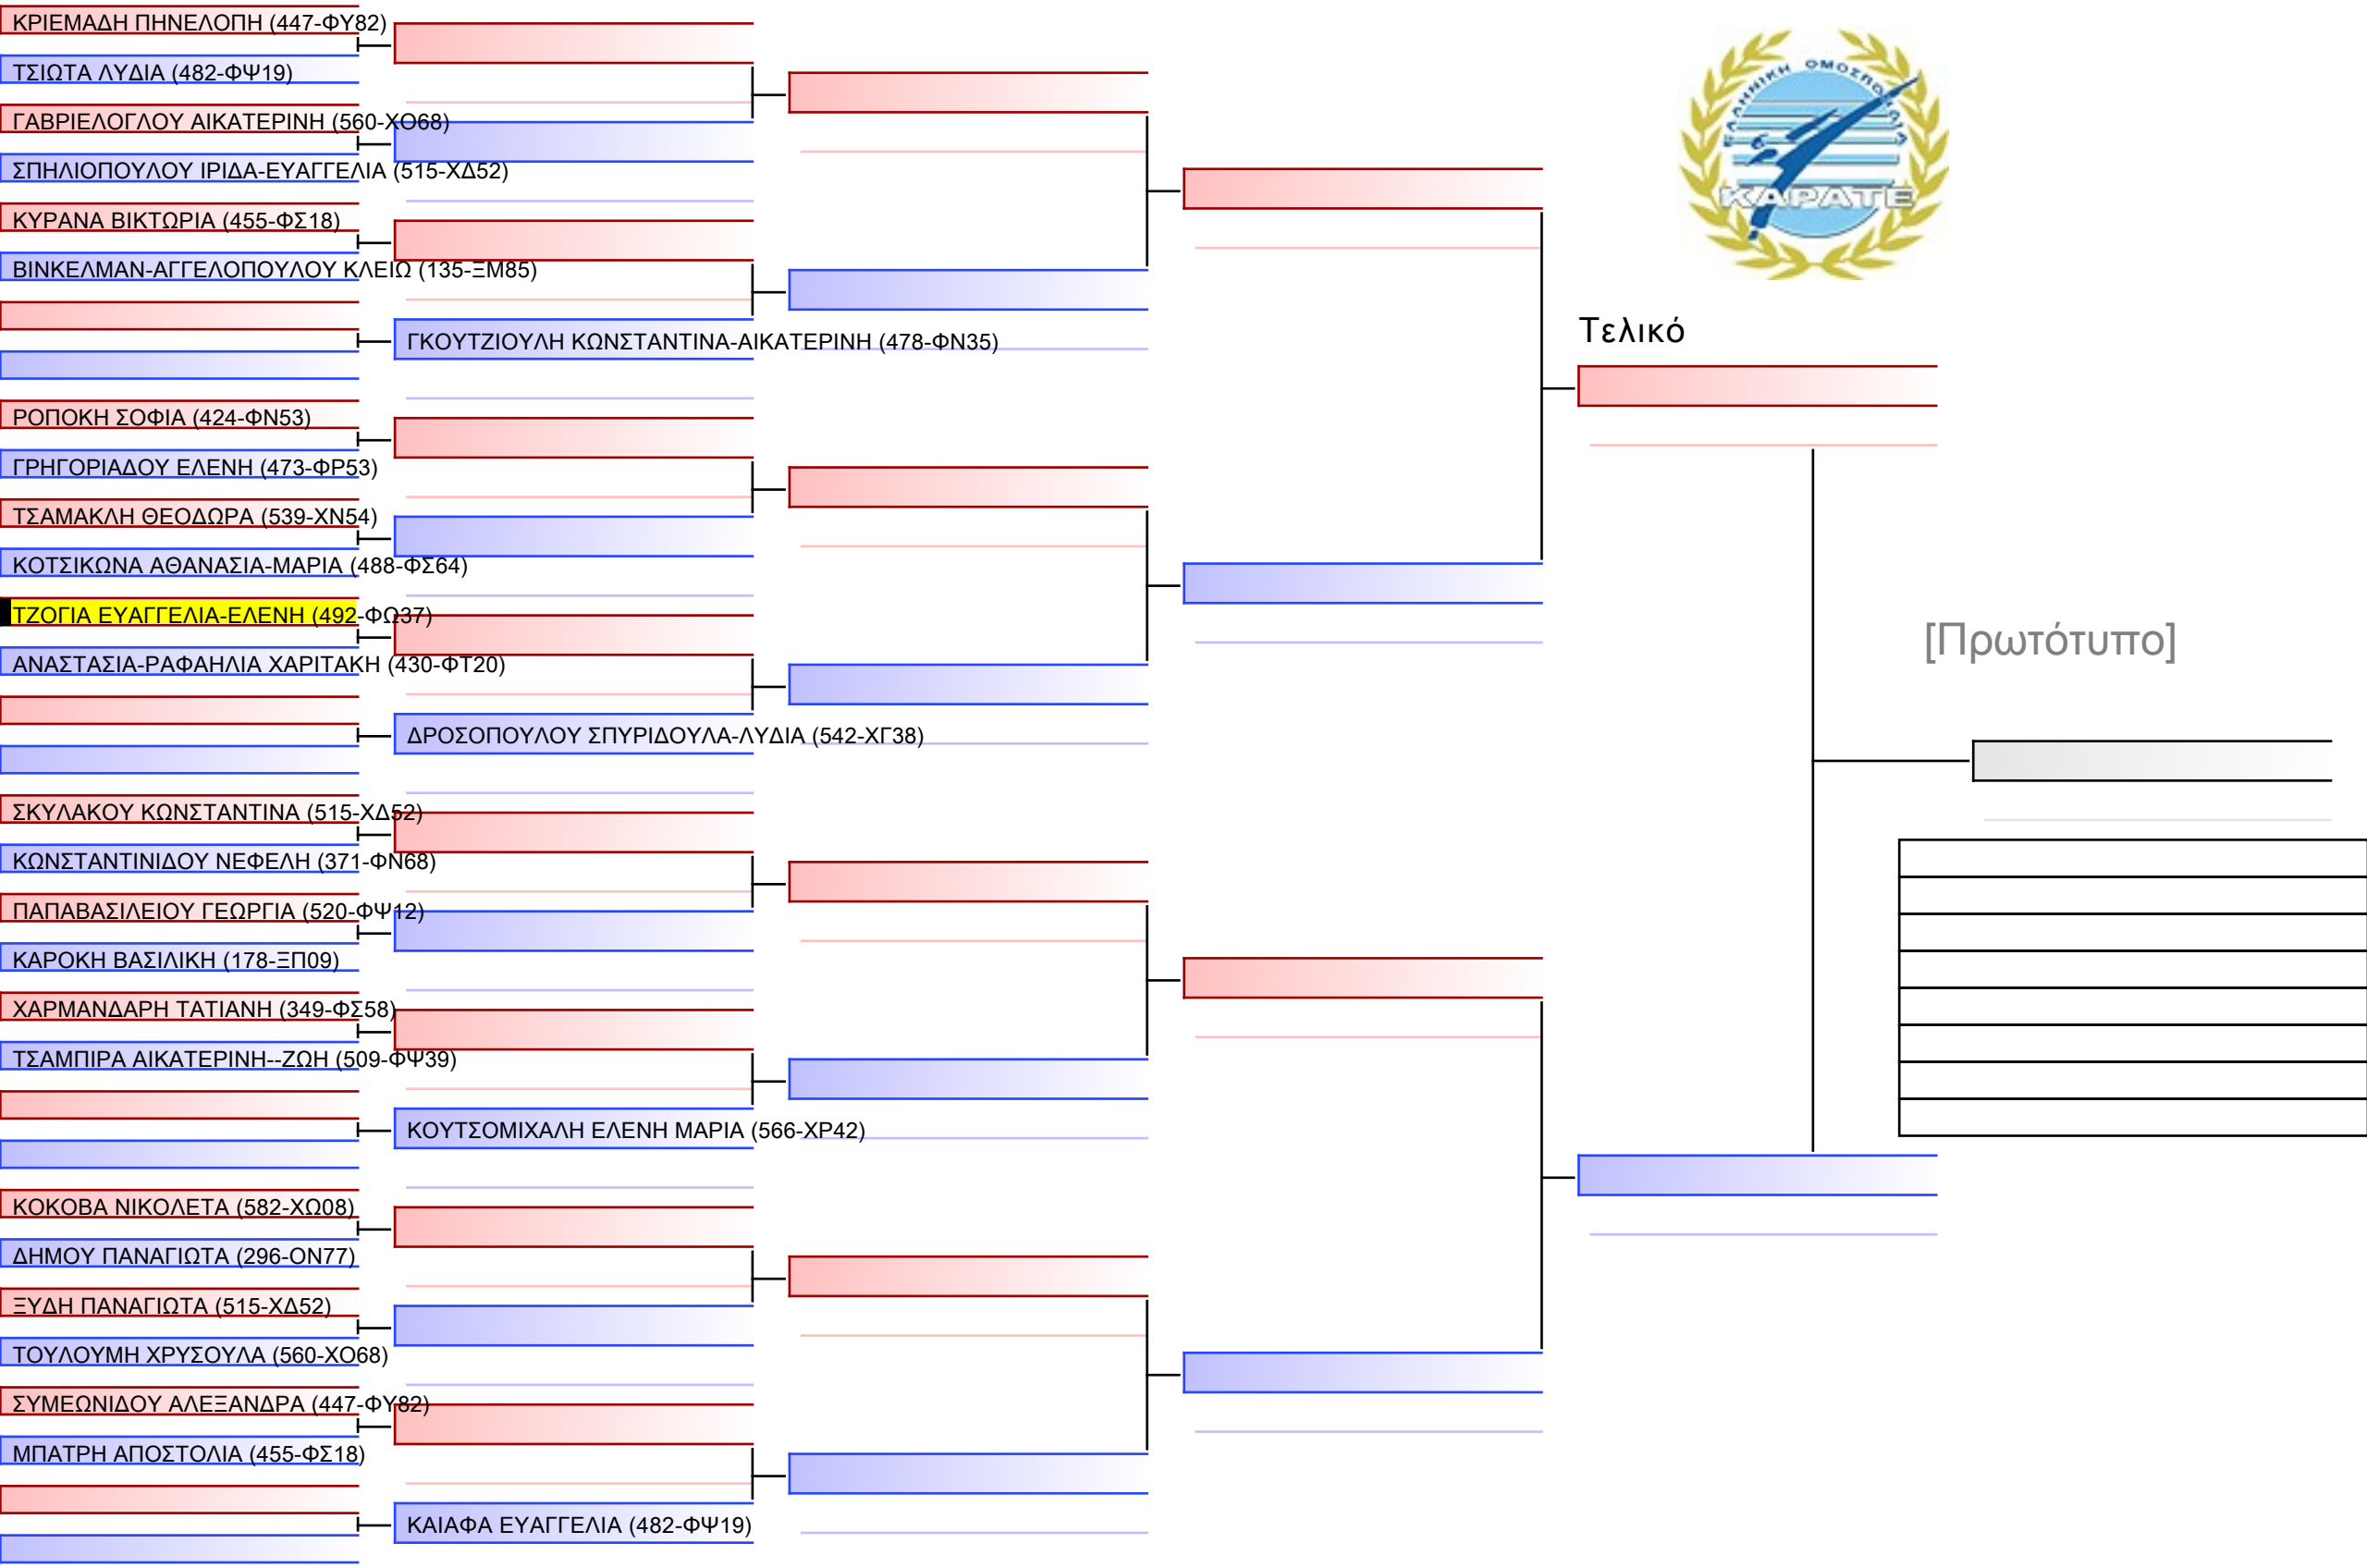 ΚΡΙΕΜΑΔΗ ΠΗΝΕΛΟΠΗ (447-ΦΥ82)
ΤΣΙΩΤΑ ΛΥΔΙΑ (482-ΦΨ19)
ΓΑΒΡΙΕΛΟΓΛΟΥ ΑΙΚΑΤΕΡΙΝΗ (560-ΧΟ68)
ΣΠΗΛΙΟΠΟΥΛΟΥ ΙΡΙΔΑ-ΕΥΑΓΓΕΛΙΑ (515-ΧΔ52)
ΚΥΡΑΝΑ ΒΙΚΤΩΡΙΑ (455-ΦΣ18)
ΒΙΝΚΕΛΜΑΝ-ΑΓΓΕΛΟΠΟΥΛΟΥ ΚΛΕΙΩ (135-ΞΜ85)
ΓΚΟΥΤΖΙΟΥΛΗ ΚΩΝΣΤΑΝΤΙΝΑ-ΑΙΚΑΤΕΡΙΝΗ (478-ΦΝ35)
ΡΟΠΟΚΗ ΣΟΦΙΑ (424-ΦΝ53)
ΓΡΗΓΟΡΙΑΔΟΥ ΕΛΕΝΗ (473-ΦΡ53)
ΤΣΑΜΑΚΛΗ ΘΕΟΔΩΡΑ (539-ΧΝ54)
ΚΟΤΣΙΚΩΝΑ ΑΘΑΝΑΣΙΑ-ΜΑΡΙΑ (488-ΦΣ64)
ΤΖΟΓΙΑ ΕΥΑΓΓΕΛΙΑ-ΕΛΕΝΗ (492-ΦΩ37)
ΑΝΑΣΤΑΣΙΑ-ΡΑΦΑΗΛΙΑ ΧΑΡΙΤΑΚΗ (430-ΦΤ20)
ΔΡΟΣΟΠΟΥΛΟΥ ΣΠΥΡΙΔΟΥΛΑ-ΛΥΔΙΑ (542-ΧΓ38)
ΣΚΥΛΑΚΟΥ ΚΩΝΣΤΑΝΤΙΝΑ (515-ΧΔ52)
ΚΩΝΣΤΑΝΤΙΝΙΔΟΥ ΝΕΦΕΛΗ (371-ΦΝ68)
ΠΑΠΑΒΑΣΙΛΕΙΟΥ ΓΕΩΡΓΙΑ (520-ΦΨ12)
ΚΑΡΟΚΗ ΒΑΣΙΛΙΚΗ (178-ΞΠ09)
ΧΑΡΜΑΝΔΑΡΗ ΤΑΤΙΑΝΗ (349-ΦΣ58)
ΤΣΑΜΠΙΡΑ ΑΙΚΑΤΕΡΙΝΗ--ΖΩΗ (509-ΦΨ39)
ΚΟΥΤΣΟΜΙΧΑΛΗ ΕΛΕΝΗ ΜΑΡΙΑ (566-ΧΡ42)
ΚΟΚΟΒΑ ΝΙΚΟΛΕΤΑ (582-ΧΩ08)
ΔΗΜΟΥ ΠΑΝΑΓΙΩΤΑ (296-ΟΝ77)
ΞΥΔΗ ΠΑΝΑΓΙΩΤΑ (515-ΧΔ52)
ΤΟΥΛΟΥΜΗ ΧΡΥΣΟΥΛΑ (560-ΧΟ68)
ΣΥΜΕΩΝΙΔΟΥ ΑΛΕΞΑΝΔΡΑ (447-ΦΥ82)
ΜΠΑΤΡΗ ΑΠΟΣΤΟΛΙΑ (455-ΦΣ18)
ΚΑΙΑΦΑ ΕΥΑΓΓΕΛΙΑ (482-ΦΨ19)
ΕΛΛΗΝΙΚΗ ΟΜΟΣΠΟΝΔΙΑ
ΚΑΡΑΤΕ
Τελικό
[Πρωτότυπο]